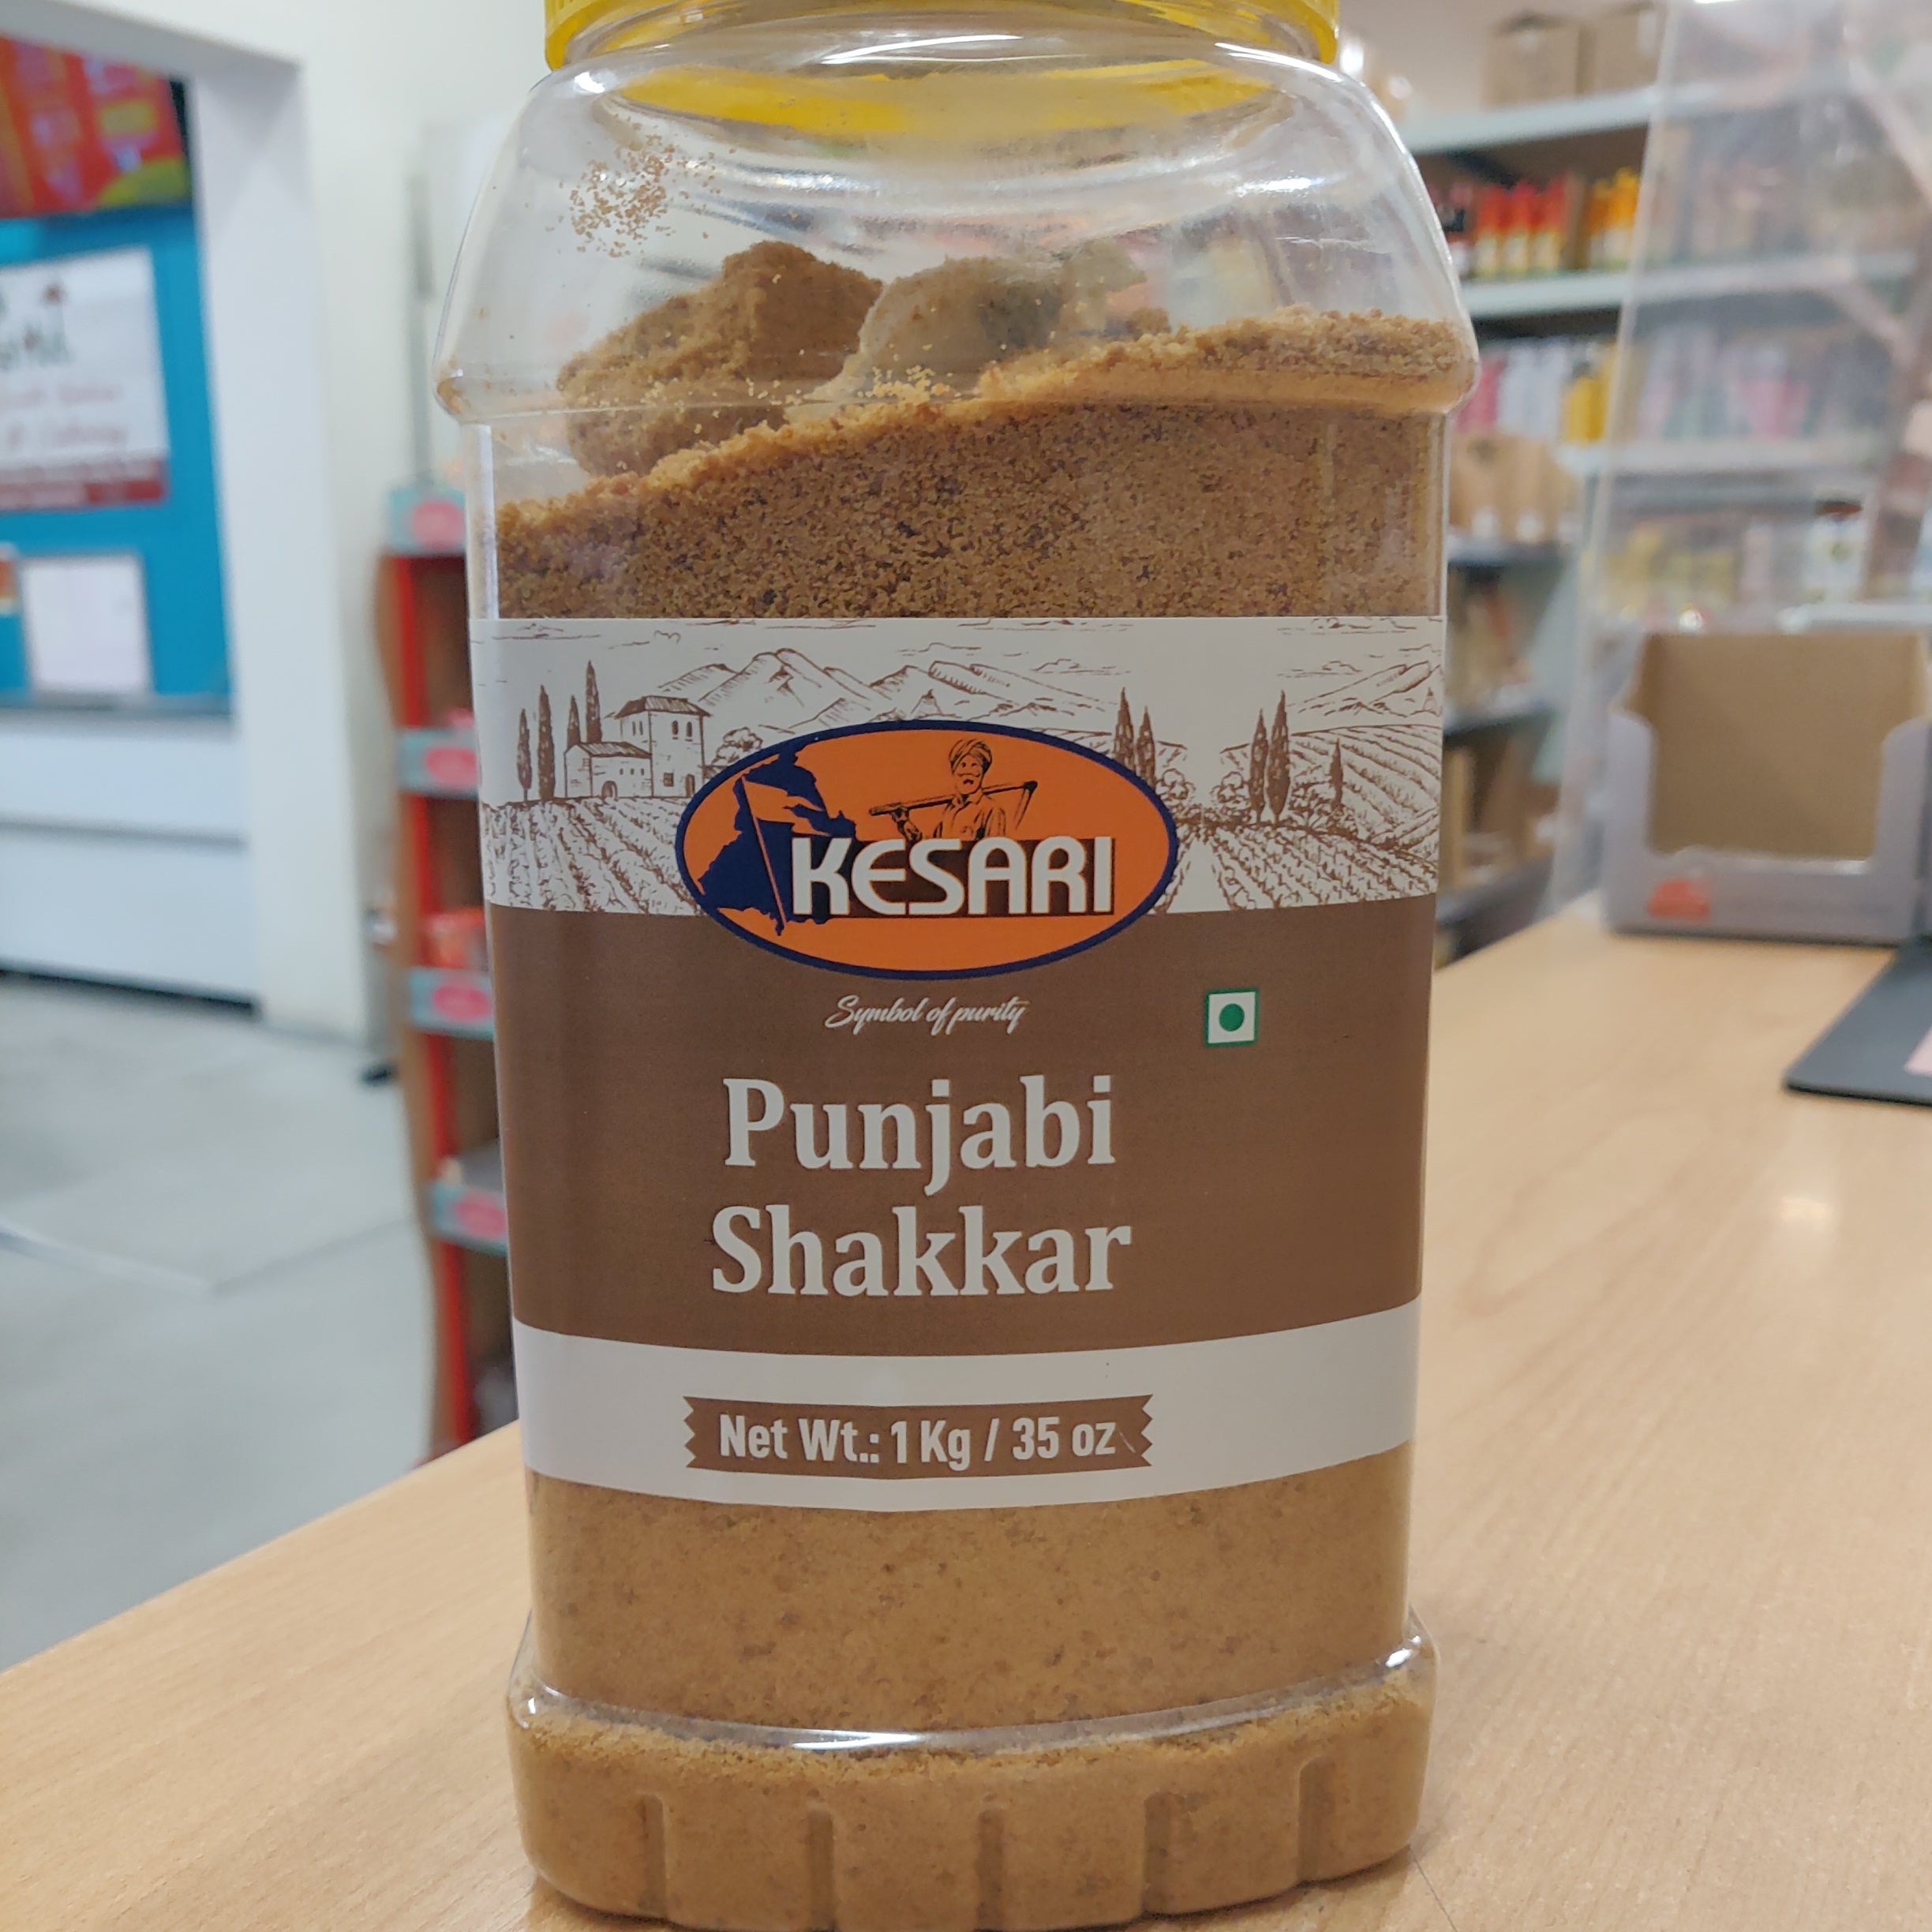 KESARI
Symbol of purity
Punjabi
Shakkar
Net Wt.: 1 Kg / 35 oz